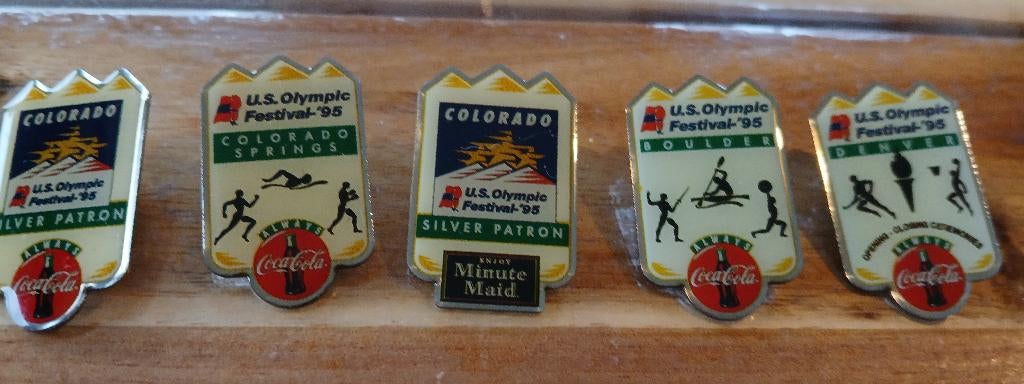 COLORADO
U.S. Olympic
Festival-'95
ILVER PATRON
ALWAYS
Coca-Cola
U.S. Olympic
Festival-'95
COLORADO
SPRINGS
ALWAYS
Coca-Cola
COLORADO
U.S. Olympic
Festival-'95
SILVER PATRON
ENJOY
Minute
Maid
U.S. Olympic
Festival-'95
BOULDER
ALWAYS
Coca-Cola
U.S. Olympic
Festival-'95
DENVER
OPENING - CLOSING CEREMONIES
ALWAYS
Coca-Cola